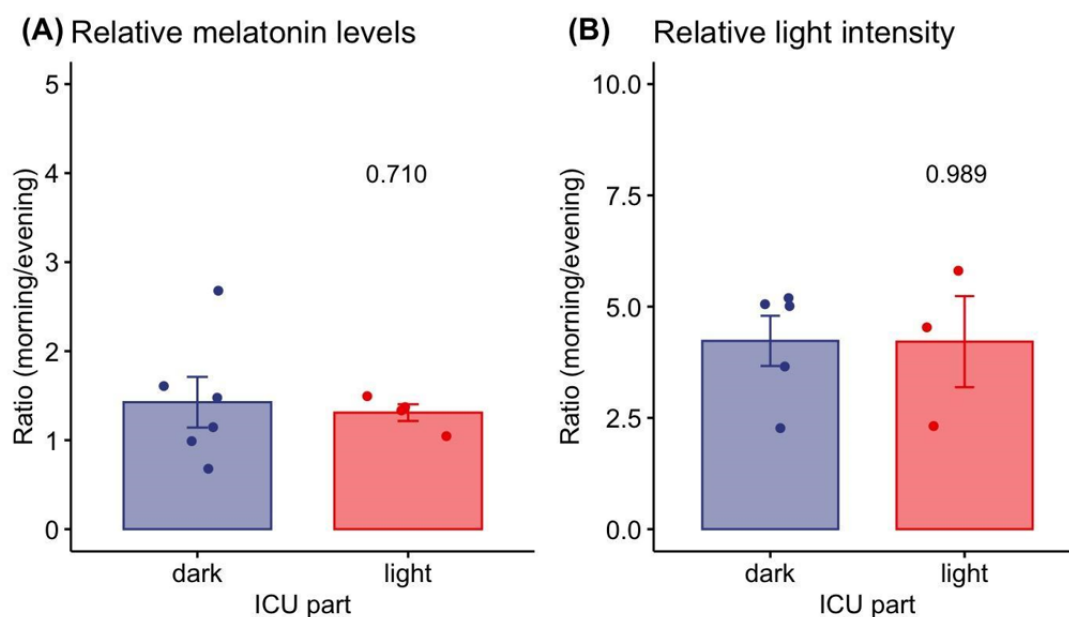 (A) Relative melatonin levels
Ratio (morning/evening)
5
4
3
2
1
0
0.710
dark
light
ICU part
(B) Relative light intensity
Ratio (morning/evening)
10.0
7.5
5.0
2.5
0.0
0.989
dark
light
ICU part